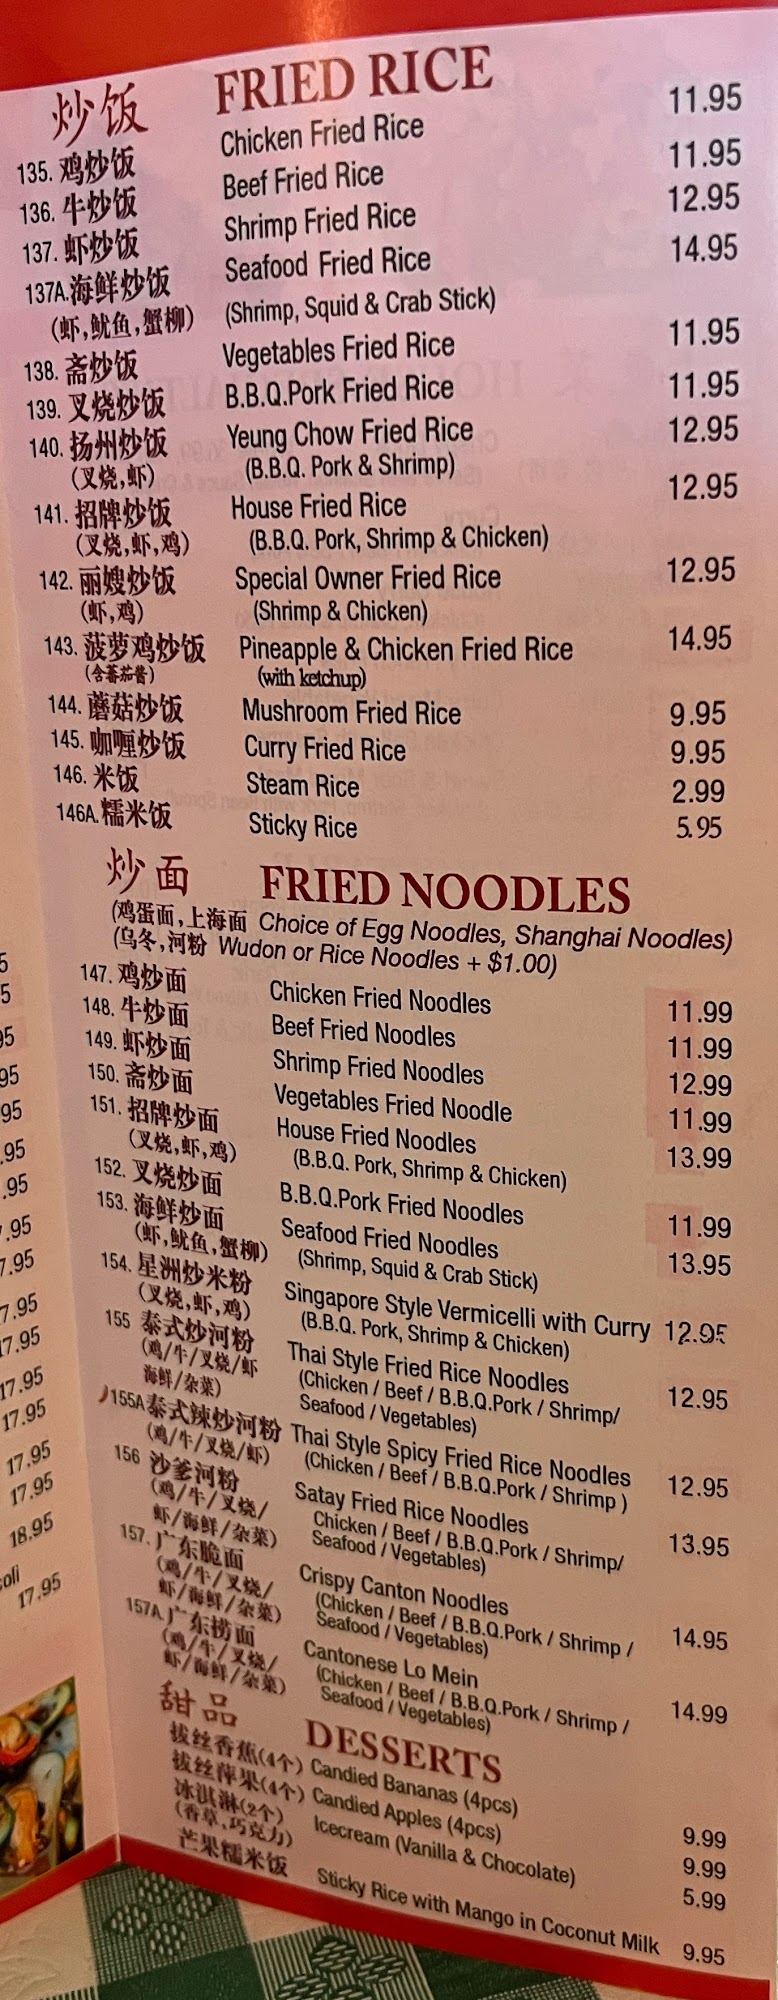 炒饭 FRIED RICE
135. 鸡炒饭 Chicken Fried Rice 11.95
136. 牛炒饭 Beef Fried Rice 11.95
137. 虾炒饭 Shrimp Fried Rice 12.95
137A. 海鲜炒饭 Seafood Fried Rice 14.95
(虾,鱿鱼,蟹柳) (Shrimp, Squid & Crab Stick)
138. 斋炒饭 Vegetables Fried Rice 11.95
139. 叉烧炒饭 B.B.Q.Pork Fried Rice 11.95
140. 扬州炒饭 Yeung Chow Fried Rice 12.95
(叉烧,虾) (B.B.Q. Pork & Shrimp)
141. 招牌炒饭 House Fried Rice 12.95
(叉烧,虾,鸡) (B.B.Q. Pork, Shrimp & Chicken)
142. 丽嫂炒饭 Special Owner Fried Rice 12.95
(虾,鸡) (Shrimp & Chicken)
143. 菠萝鸡炒饭 Pineapple & Chicken Fried Rice 14.95
(含蕃茄酱) (with ketchup)
144. 蘑菇炒饭 Mushroom Fried Rice 9.95
145. 咖喱炒饭 Curry Fried Rice 9.95
146. 米饭 Steam Rice 2.99
146A. 糯米饭 Sticky Rice 5.95
炒面 FRIED NOODLES
(鸡蛋面,上海面 Choice of Egg Noodles, Shanghai Noodles)
(乌冬,河粉 Wudon or Rice Noodles + $1.00)
147. 鸡炒面 Chicken Fried Noodles 11.99
148. 牛炒面 Beef Fried Noodles 11.99
149. 虾炒面 Shrimp Fried Noodles 12.99
150. 斋炒面 Vegetables Fried Noodle 11.99
151. 招牌炒面 House Fried Noodles 13.99
(叉烧,虾,鸡) (B.B.Q. Pork, Shrimp & Chicken)
152. 叉烧炒面 B.B.Q.Pork Fried Noodles 11.99
153. 海鲜炒面 Seafood Fried Noodles 13.95
(虾,鱿鱼,蟹柳) (Shrimp, Squid & Crab Stick)
154. 星洲炒米粉 Singapore Style Vermicelli with Curry 12.95
(叉烧,虾,鸡) (B.B.Q. Pork, Shrimp & Chicken)
155 泰式炒河粉 Thai Style Fried Rice Noodles 12.95
(鸡/牛/叉烧/虾 (Chicken / Beef / B.B.Q.Pork / Shrimp/
海鲜/杂菜) Seafood / Vegetables)
155A 泰式辣炒河粉 Thai Style Spicy Fried Rice Noodles 12.95
(鸡/牛/叉烧/虾) (Chicken / Beef / B.B.Q.Pork / Shrimp )
156 沙爹河粉 Satay Fried Rice Noodles 13.95
(鸡/牛/叉烧/ Chicken / Beef / B.B.Q.Pork / Shrimp/
虾/海鲜/杂菜) Seafood / Vegetables)
157. 广东脆面 Crispy Canton Noodles 14.95
(鸡/牛/叉烧/ (Chicken / Beef / B.B.Q.Pork / Shrimp /
虾/海鲜/杂菜) Seafood / Vegetables)
157A. 广东捞面 Cantonese Lo Mein 14.99
(鸡/牛/叉烧/ (Chicken / Beef / B.B.Q.Pork / Shrimp /
虾/海鲜/杂菜) Seafood / Vegetables)
甜品 DESSERTS
拔丝香蕉(4个) Candied Bananas (4pcs) 9.99
拔丝苹果(4个) Candied Apples (4pcs) 9.99
冰淇淋(2个) Icecream (Vanilla & Chocolate) 5.99
(香草,巧克力)
芒果糯米饭 Sticky Rice with Mango in Coconut Milk 9.95
17.95
17.95
17.95
17.95
17.95
18.95
17.95